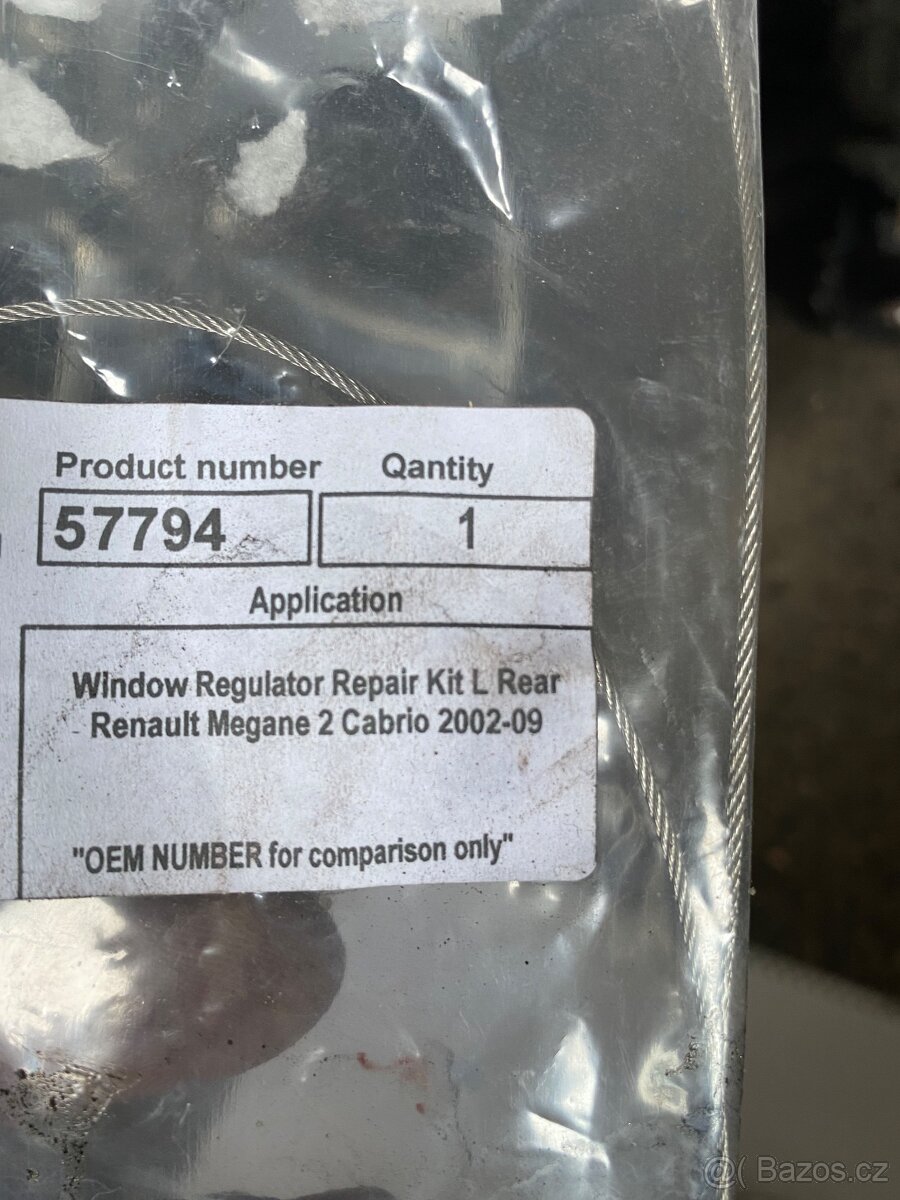 Product number Qantity
57794 1
Application
Window Regulator Repair Kit L Rear
Renault Megane 2 Cabrio 2002-09
"OEM NUMBER for comparison only"
@( Bazos.cz